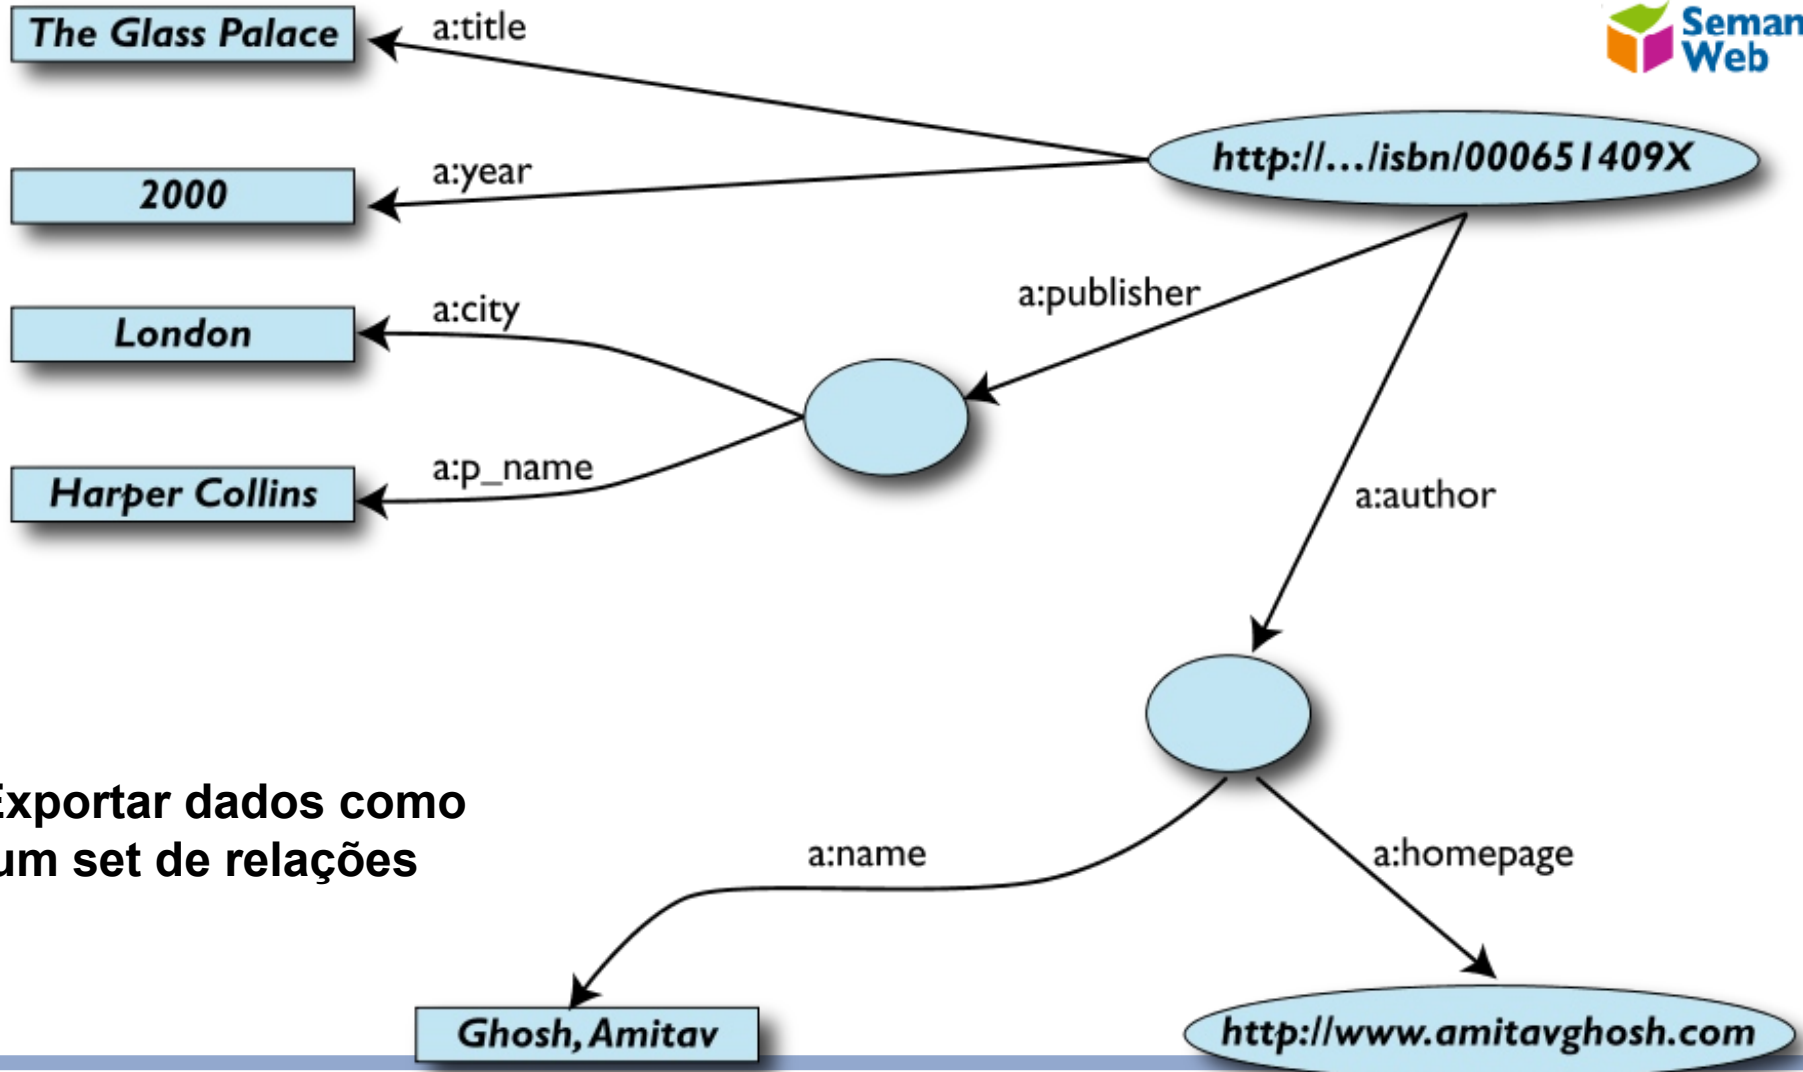 The Glass Palace
a:title
Seman
Web
http://…/isbn/000651409X
2000
a:year
a:publisher
London
a:city
Harper Collins
a:p_name
a:author
Exportar dados como
um set de relações
a:name
a:homepage
Ghosh, Amitav
http://www.amitavghosh.com